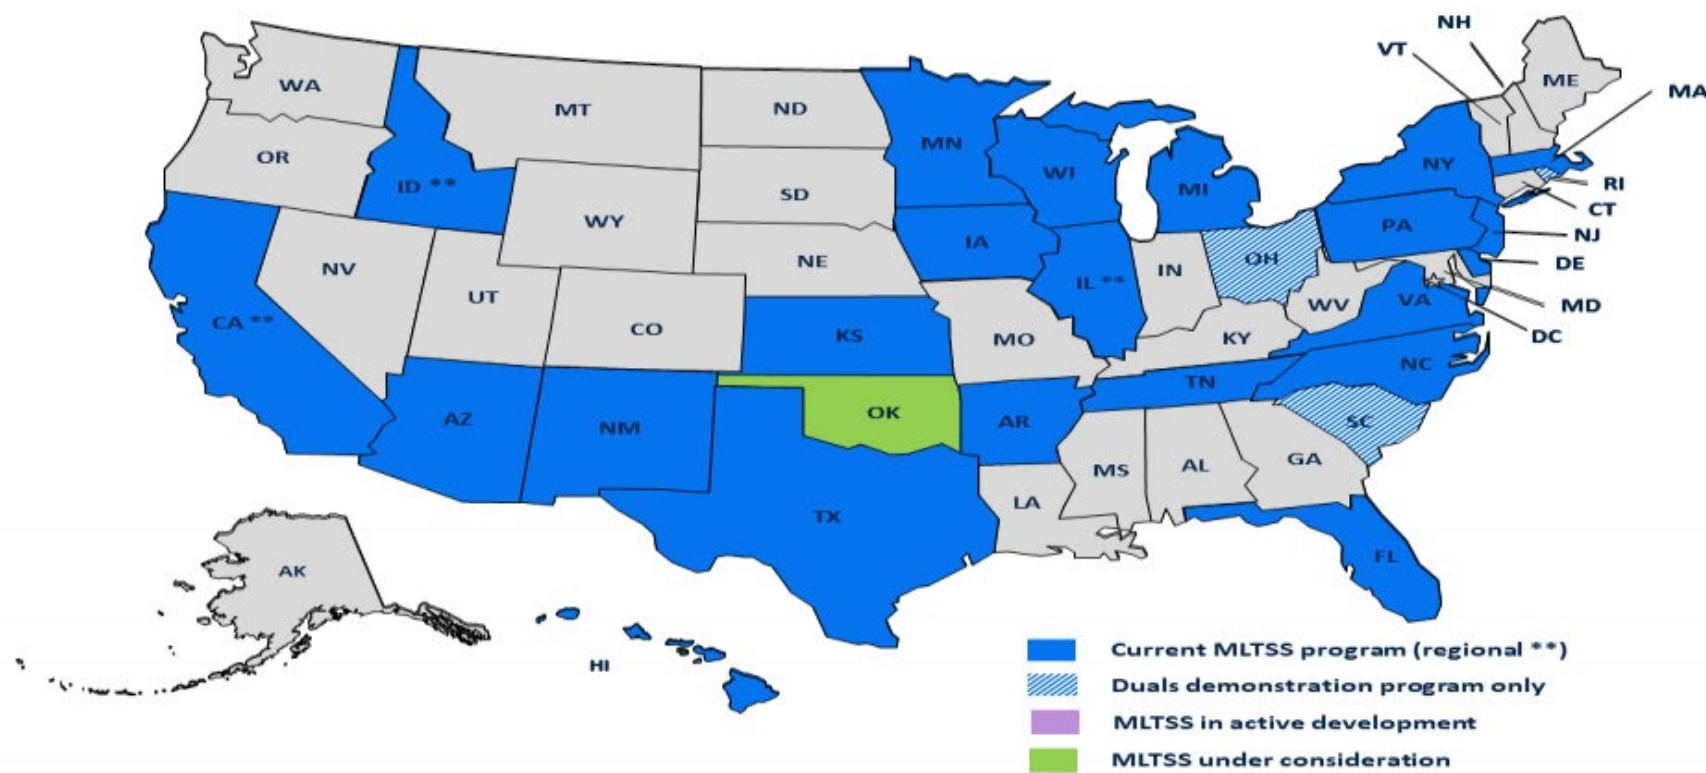 NH
VT
WA
MT
ND
ME
MA
OR
MN
ID **
SD
WI
MI
NY
RI
CT
WY
IA
PA
NJ
NV
UT
NE
IL **
IN
OH
DE
CA **
CO
KS
MO
WV
VA
MD
KY
DC
AZ
NM
OK
AR
TN
NC
SC
TX
LA
MS
AL
GA
FL
AK
HI
Current MLTSS program (regional **)
Duals demonstration program only
MLTSS in active development
MLTSS under consideration